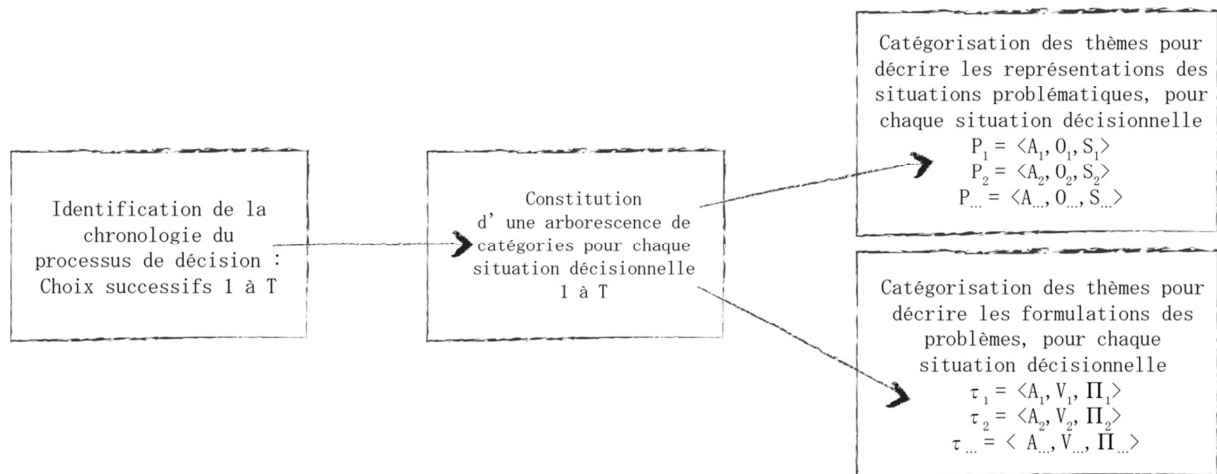 Identification de la
chronologie du
processus de décision :
Choix successifs 1 à T
Constitution
d' une arborescence de
catégories pour chaque
situation décisionnelle
1 à T
Catégorisation des thèmes pour
décrire les représentations des
situations problématiques, pour
chaque situation décisionnelle
P₁ = <A₁, O₁, S₁>
P₂ = <A₂, O₂, S₂>
P... = <A..., O..., S...>
Catégorisation des thèmes pour
décrire les formulations des
problèmes, pour chaque
situation décisionnelle
τ₁ = <A₁, V₁, Π₁>
τ₂ = <A₂, V₂, Π₂>
τ... = < A..., V..., Π...>